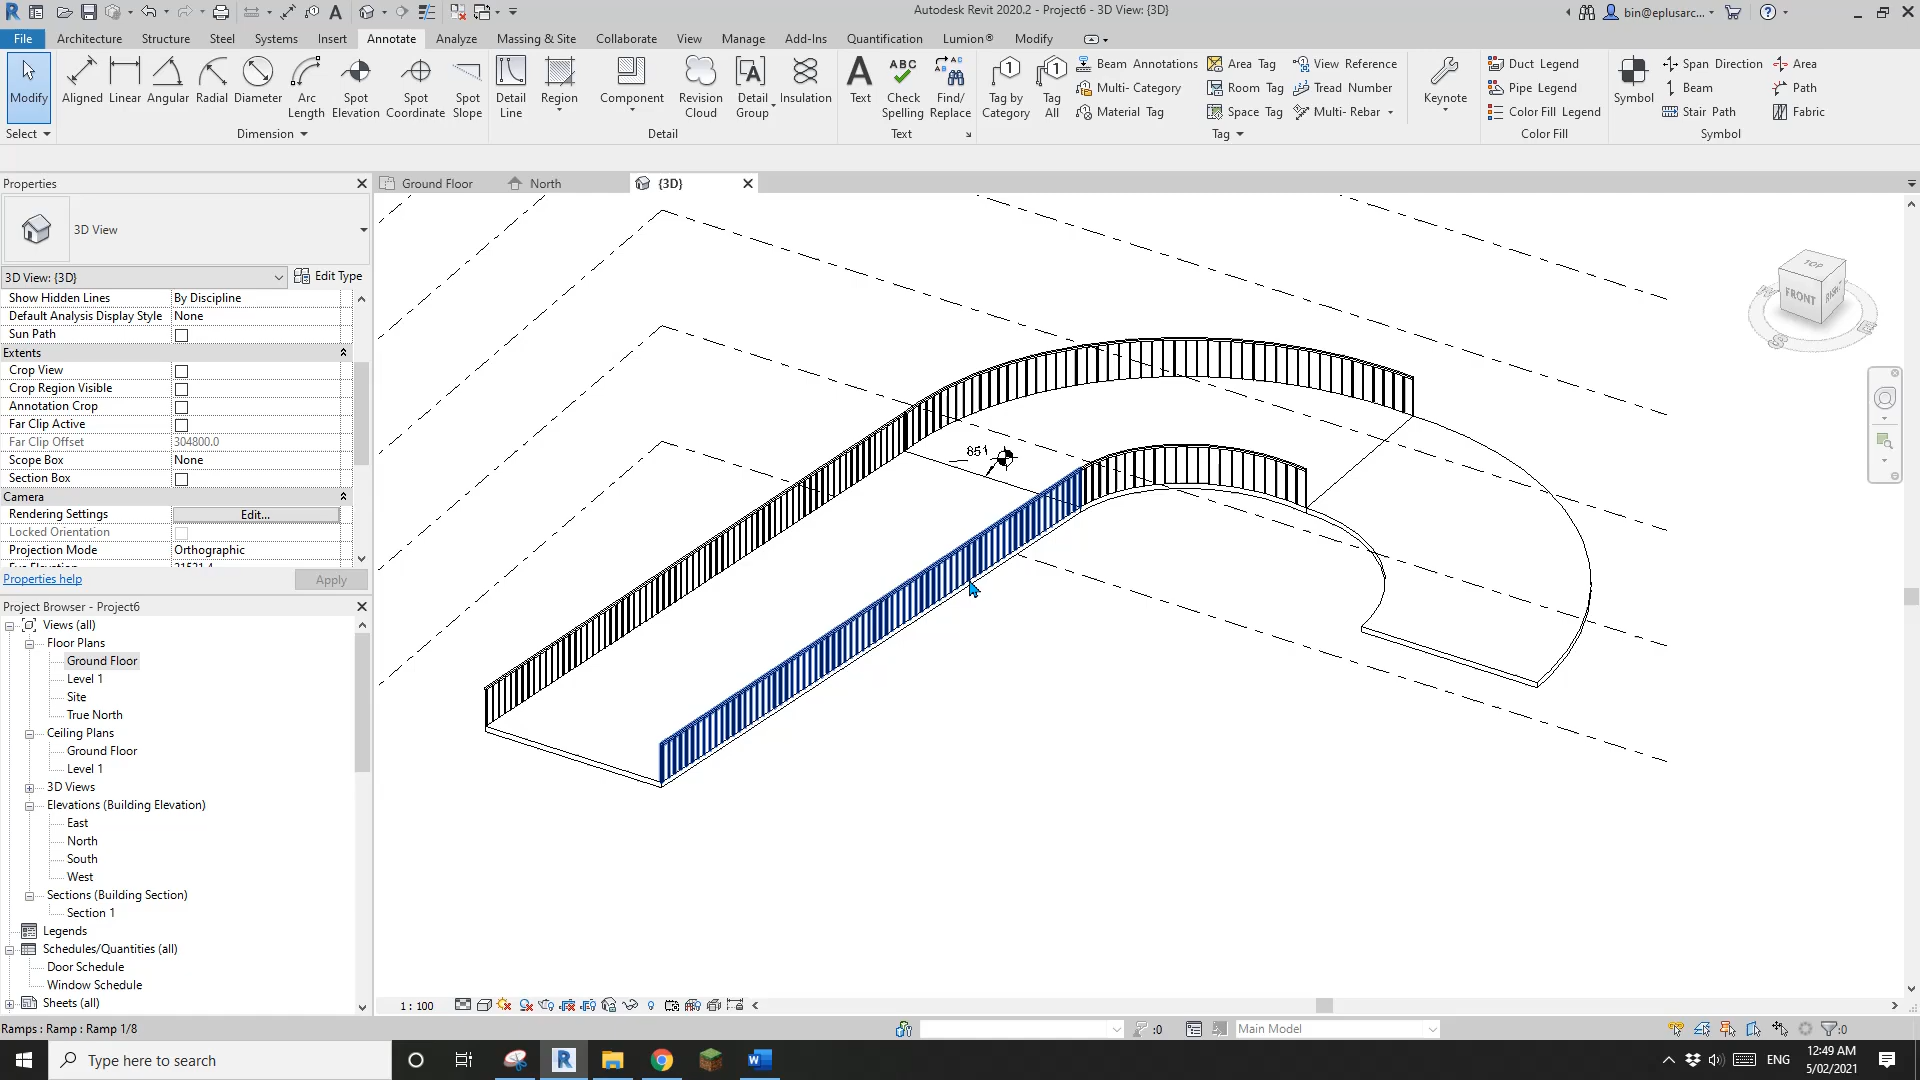 Autodesk Revit 2020.2 - Project6 - 3D View: {3D}
bin@eplusarc...
File Architecture Structure Steel Systems Insert Annotate Analyze Massing & Site Collaborate View Manage Add-Ins Quantification Lumion® Modify
Modify Aligned Linear Angular Radial Diameter Arc Length Spot Elevation Spot Coordinate Spot Slope
Detail Line Region Component Revision Cloud Detail Group Insulation
Text ABC Check Spelling Find/ Replace
Tag by Category Tag All
Beam Annotations Area Tag View Reference
Multi- Category Room Tag Tread Number
Material Tag Space Tag Multi- Rebar
Keynote
Duct Legend
Pipe Legend
Color Fill Legend
Symbol Span Direction Area
Beam Path
Stair Path Fabric
Select Dimension Detail Text Tag Color Fill Symbol
Properties
Ground Floor North {3D}
3D View
3D View: {3D} Edit Type
Show Hidden Lines By Discipline
Default Analysis Display Style None
Sun Path
Extents
Crop View
Crop Region Visible
Annotation Crop
Far Clip Active
Far Clip Offset 304800.0
Scope Box None
Section Box
Camera
Rendering Settings Edit...
Locked Orientation
Projection Mode Orthographic
Properties help Apply
Project Browser - Project6
Views (all)
Floor Plans
Ground Floor
Level 1
Site
True North
Ceiling Plans
Ground Floor
Level 1
3D Views
Elevations (Building Elevation)
East
North
South
West
Sections (Building Section)
Section 1
Legends
Schedules/Quantities (all)
Door Schedule
Window Schedule
Sheets (all)
851
TOP
FRONT
RIGHT
S
E
1 : 100
Ramps : Ramp : Ramp 1/8
:0
Main Model
:0
Type here to search
ENG
12:49 AM
5/02/2021